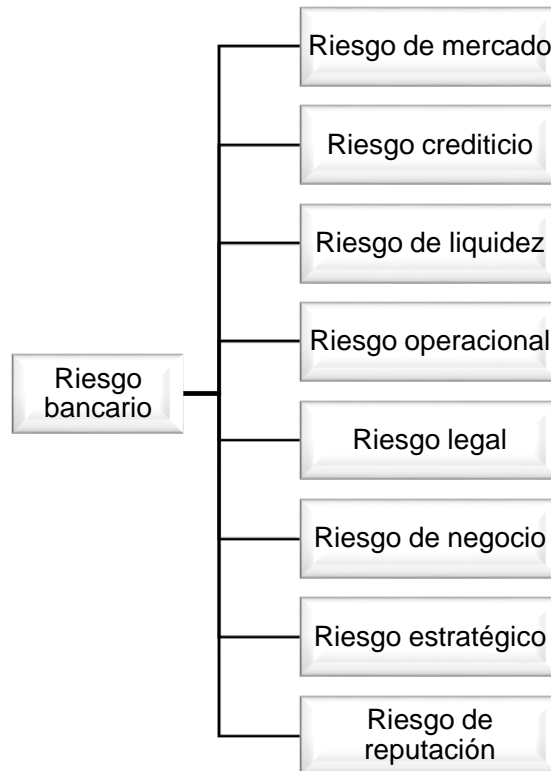 Riesgo de mercado
Riesgo crediticio
Riesgo de liquidez
Riesgo operacional
Riesgo
bancario
Riesgo legal
Riesgo de negocio
Riesgo estratégico
Riesgo de
reputación